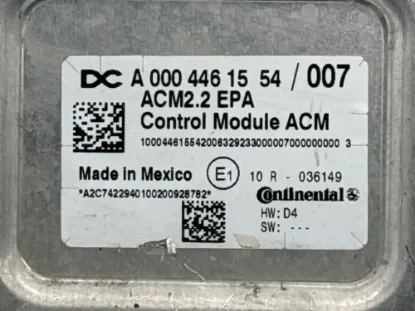 DC A 000 446 15 54 / 007
ACM2.2 EPA
Control Module ACM
10004461554200632923300000700000000 3
Made in Mexico E1 10 R - 036149
*A2C7422940100200928782* Continental
HW: D4
SW: ---